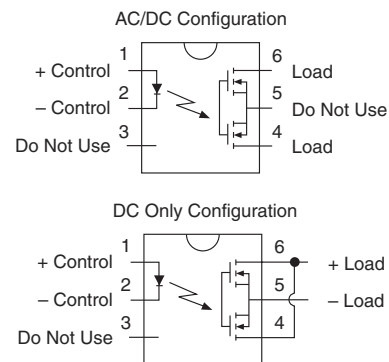 AC/DC Configuration
1 6
+ Control Load
2 5
– Control Do Not Use
3 4
Do Not Use Load
DC Only Configuration
1 6
+ Control + Load
2 5
– Control – Load
3 4
Do Not Use